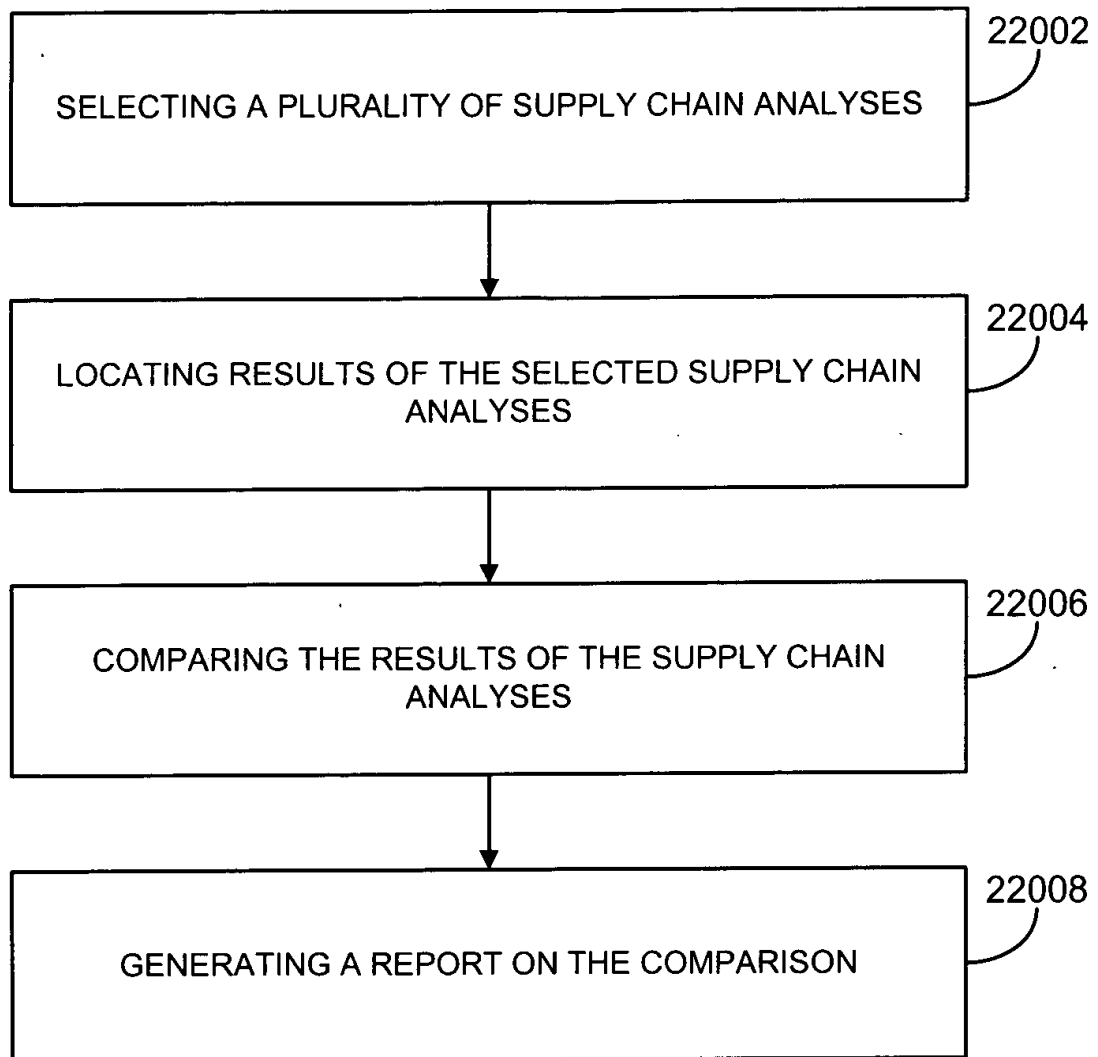 22002
SELECTING A PLURALITY OF SUPPLY CHAIN ANALYSES
22004
LOCATING RESULTS OF THE SELECTED SUPPLY CHAIN
ANALYSES
22006
COMPARING THE RESULTS OF THE SUPPLY CHAIN
ANALYSES
22008
GENERATING A REPORT ON THE COMPARISON